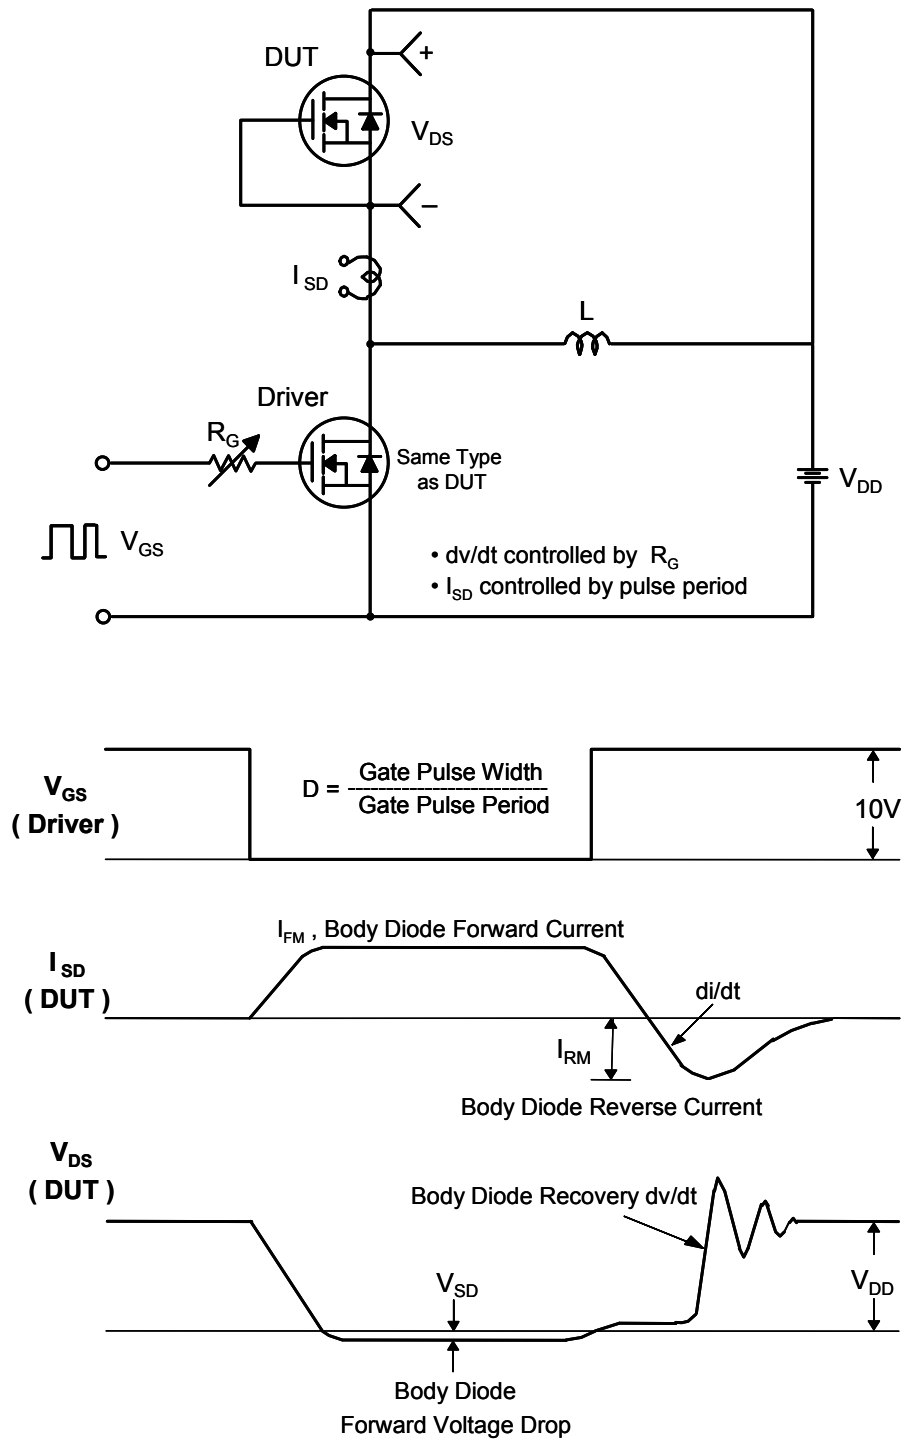 DUT
+
V_DS
−
I_SD
L
Driver
R_G
Same Type
as DUT
V_DD
V_GS
• dv/dt controlled by R_G
• I_SD controlled by pulse period
V_GS
( Driver )
D = Gate Pulse Width
Gate Pulse Period
10V
I_FM , Body Diode Forward Current
I_SD
( DUT )
di/dt
I_RM
Body Diode Reverse Current
V_DS
( DUT )
Body Diode Recovery dv/dt
V_SD
V_DD
Body Diode
Forward Voltage Drop